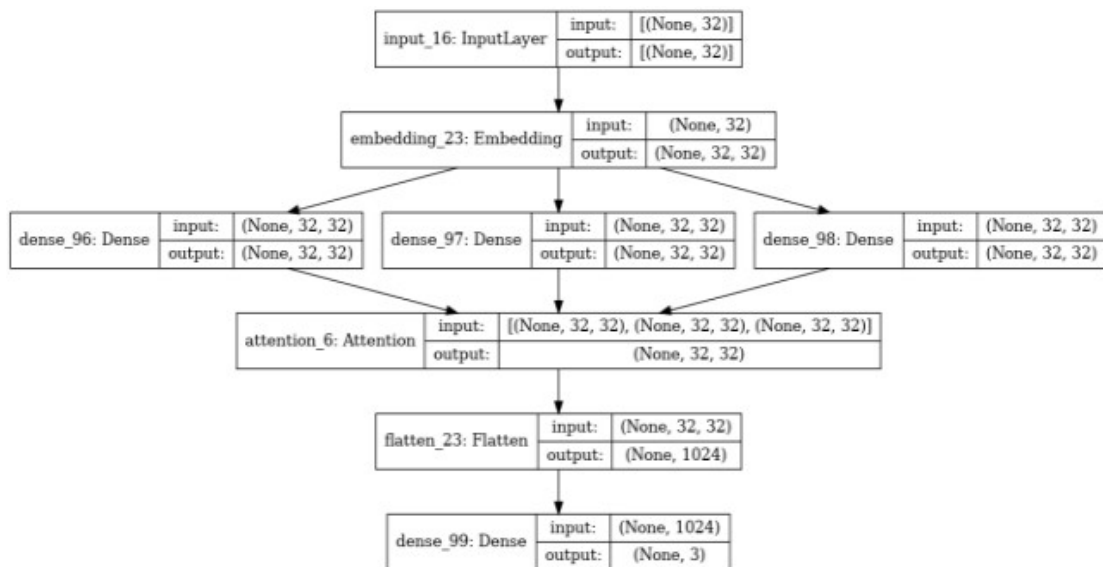 input_16: InputLayer
input: [(None, 32)]
output: [(None, 32)]
embedding_23: Embedding
input: (None, 32)
output: (None, 32, 32)
dense_96: Dense
input: (None, 32, 32)
output: (None, 32, 32)
dense_97: Dense
input: (None, 32, 32)
output: (None, 32, 32)
dense_98: Dense
input: (None, 32, 32)
output: (None, 32, 32)
attention_6: Attention
input: [(None, 32, 32), (None, 32, 32), (None, 32, 32)]
output: (None, 32, 32)
flatten_23: Flatten
input: (None, 32, 32)
output: (None, 1024)
dense_99: Dense
input: (None, 1024)
output: (None, 3)